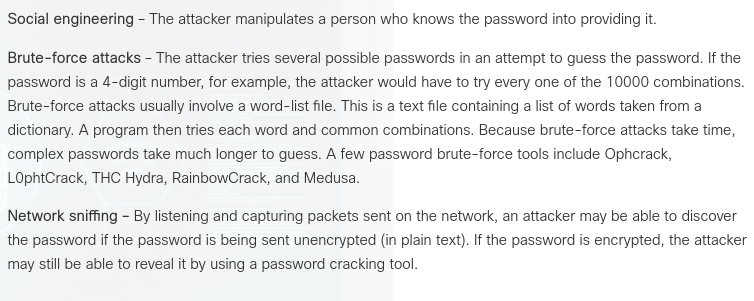 Social engineering – The attacker manipulates a person who knows the password into providing it.
Brute-force attacks – The attacker tries several possible passwords in an attempt to guess the password. If the
password is a 4-digit number, for example, the attacker would have to try every one of the 10000 combinations.
Brute-force attacks usually involve a word-list file. This is a text file containing a list of words taken from a
dictionary. A program then tries each word and common combinations. Because brute-force attacks take time,
complex passwords take much longer to guess. A few password brute-force tools include Ophcrack,
L0phtCrack, THC Hydra, RainbowCrack, and Medusa.
Network sniffing – By listening and capturing packets sent on the network, an attacker may be able to discover
the password if the password is being sent unencrypted (in plain text). If the password is encrypted, the attacker
may still be able to reveal it by using a password cracking tool.